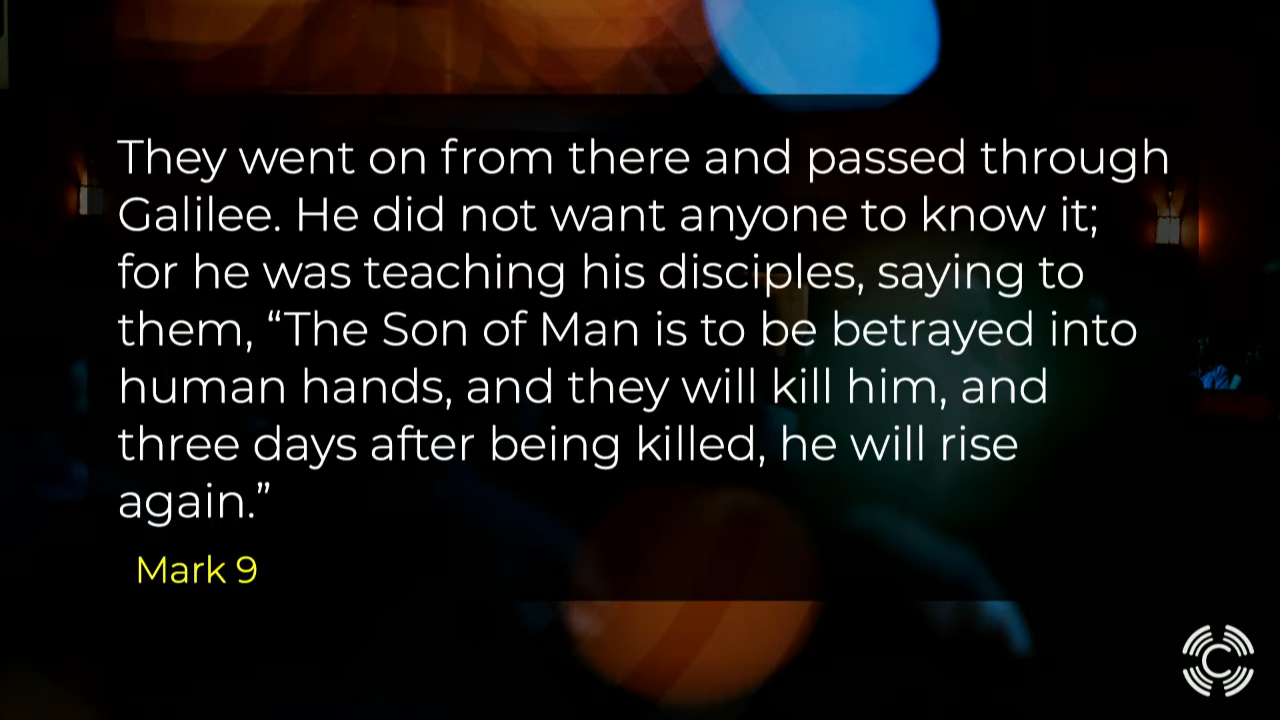 They went on from there and passed through
Galilee. He did not want anyone to know it;
for he was teaching his disciples, saying to
them, “The Son of Man is to be betrayed into
human hands, and they will kill him, and
three days after being killed, he will rise
again.”
Mark 9
C